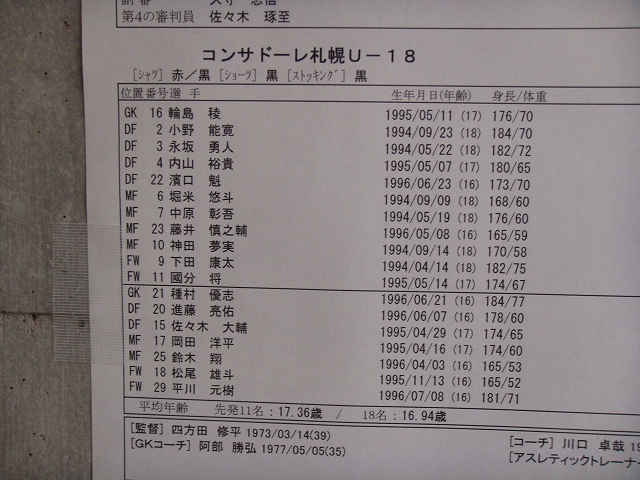 第4の審判員 佐々木 琢至
コンサドーレ札幌U－18
[ｼｬﾂ] 赤／黒 [ｼｮｰﾂ] 黒 [ｽﾄｯｷﾝｸﾞ] 黒
位置番号選 手 生年月日(年齢) 身長/体重
GK 16 輪島 稜 1995/05/11 (17) 176/70
DF 2 小野 能寛 1994/09/23 (18) 184/70
DF 3 永坂 勇人 1994/05/22 (18) 182/72
DF 4 内山 裕貴 1995/05/07 (17) 180/65
DF 22 濱口 魁 1996/06/23 (16) 173/70
MF 6 堀米 悠斗 1994/09/09 (18) 168/60
MF 7 中原 彰吾 1994/05/19 (18) 176/60
MF 23 藤井 慎之輔 1996/05/08 (16) 165/59
MF 10 神田 夢実 1994/09/14 (18) 170/58
FW 9 下田 康太 1994/04/14 (18) 182/75
FW 11 國分 将 1995/05/14 (17) 174/67
GK 21 種村 優志 1996/06/21 (16) 184/77
DF 20 進藤 亮佑 1996/06/07 (16) 178/60
DF 15 佐々木 大輔 1995/04/29 (17) 174/65
MF 17 岡田 洋平 1995/04/16 (17) 174/60
MF 25 鈴木 翔 1996/04/03 (16) 165/53
FW 18 松尾 雄斗 1995/11/13 (16) 165/52
FW 29 平川 元樹 1996/07/08 (16) 181/71
平均年齢 先発11名：17.36歳 / 18名：16.94歳
[監督] 四方田 修平 1973/03/14(39) [コーチ] 川口 卓哉
[GKコーチ] 阿部 勝弘 1977/05/05(35) [アスレティックトレーナー